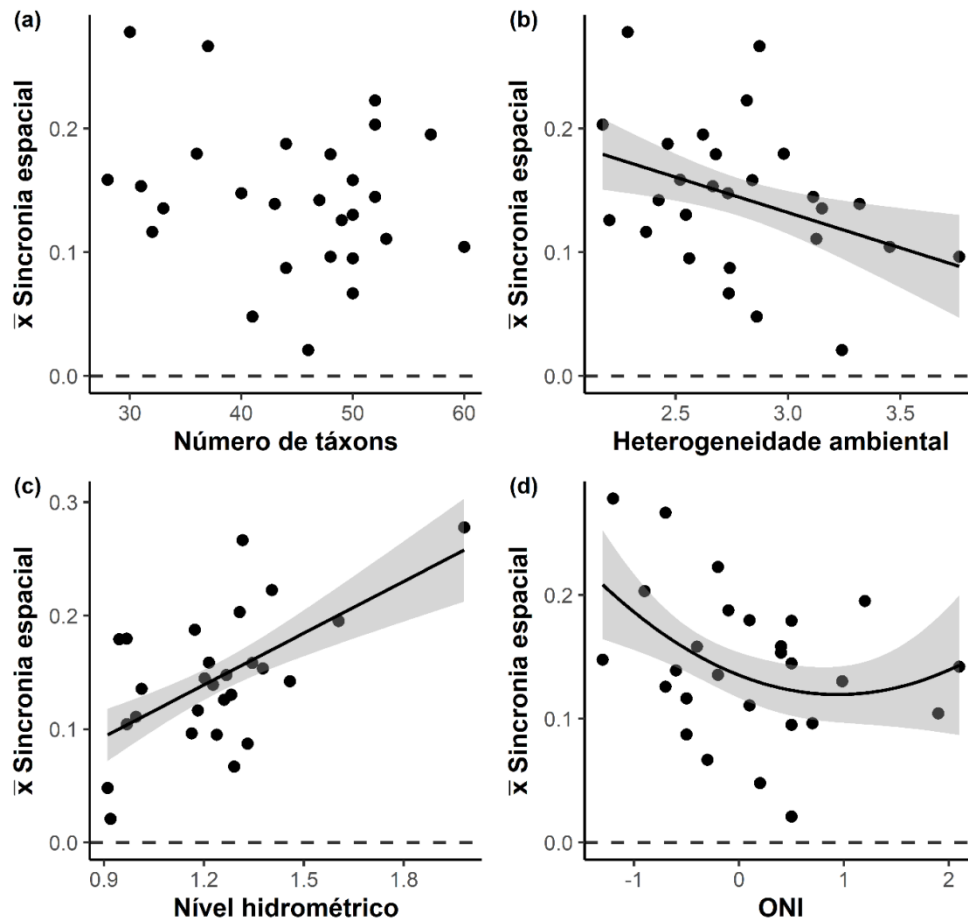 (a)
x̄ Sincronia espacial
0.2
0.1
0.0
30 40 50 60
Número de táxons
(b)
x̄ Sincronia espacial
0.2
0.1
0.0
2.5 3.0 3.5
Heterogeneidade ambiental
(c)
x̄ Sincronia espacial
0.3
0.2
0.1
0.0
0.9 1.2 1.5 1.8
Nível hidrométrico
(d)
x̄ Sincronia espacial
0.2
0.1
0.0
-1 0 1 2
ONI